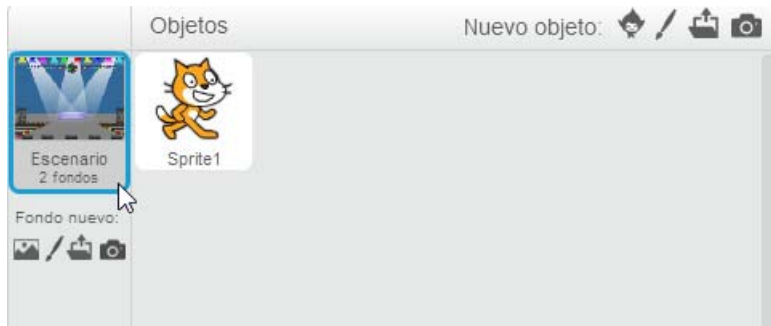 Objetos
Nuevo objeto:
Escenario
2 fondos
Sprite1
Fondo nuevo: